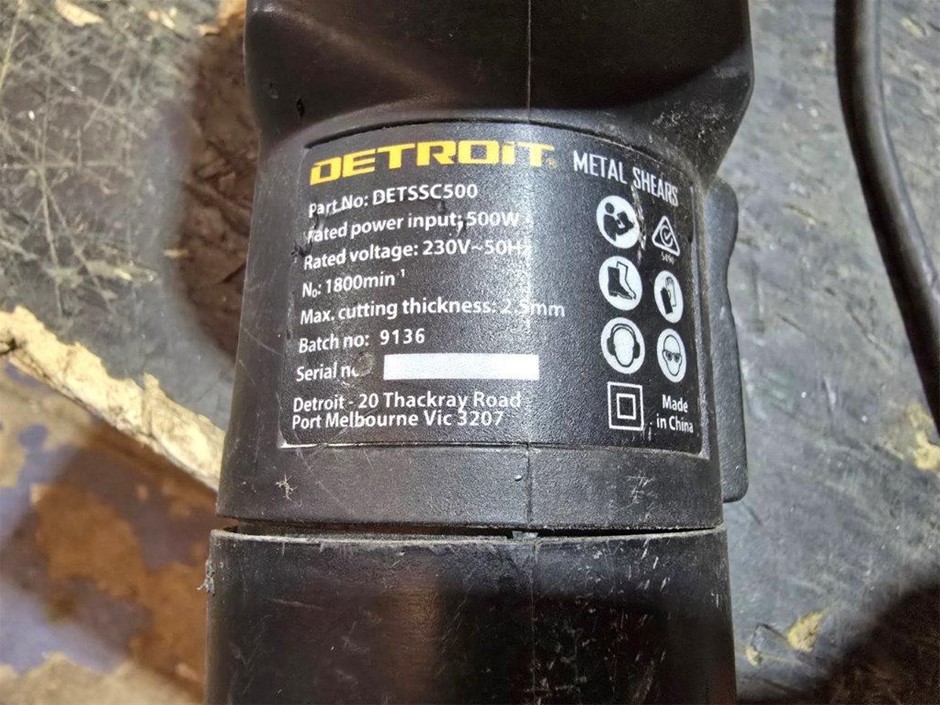 DETROIT
METAL SHEARS
Part No: DETSSC500
rated power input: 500W
Rated voltage: 230V~50Hz
N₀: 1800min⁻¹
Max. cutting thickness: 2.5mm
Batch no: 9136
Serial no
Detroit - 20 Thackray Road
Port Melbourne Vic 3207
Made
in China